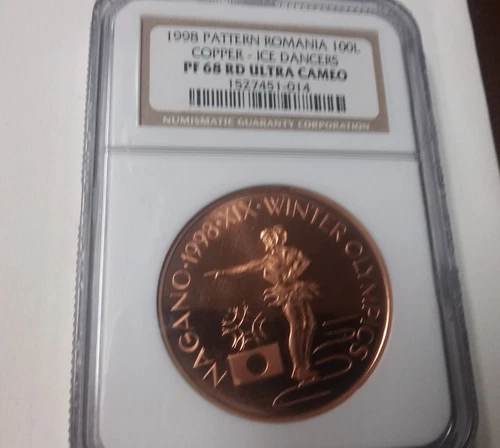 1998 PATTERN ROMANIA 100L
COPPER - ICE DANCERS
PF 68 RD ULTRA CAMEO
1527451-014
NUMISMATIC GUARANTY CORPORATION
NAGANO·1998·XIX·WINTER OLYMPICS